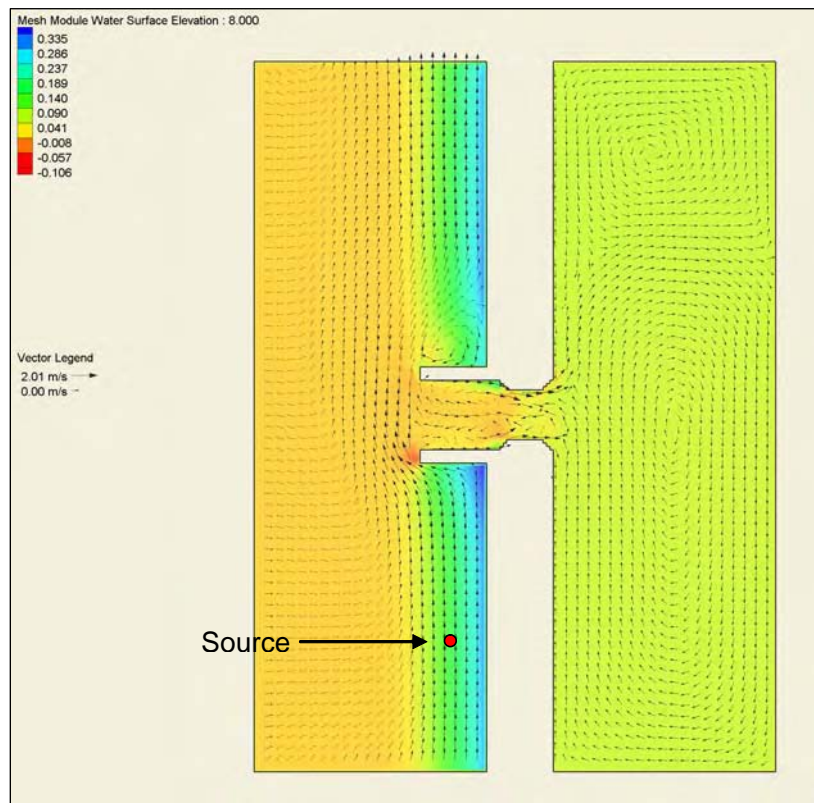 Mesh Module Water Surface Elevation : 8.000
0.335
0.286
0.237
0.189
0.140
0.090
0.041
-0.008
-0.057
-0.106
Vector Legend
2.01 m/s
0.00 m/s
Source